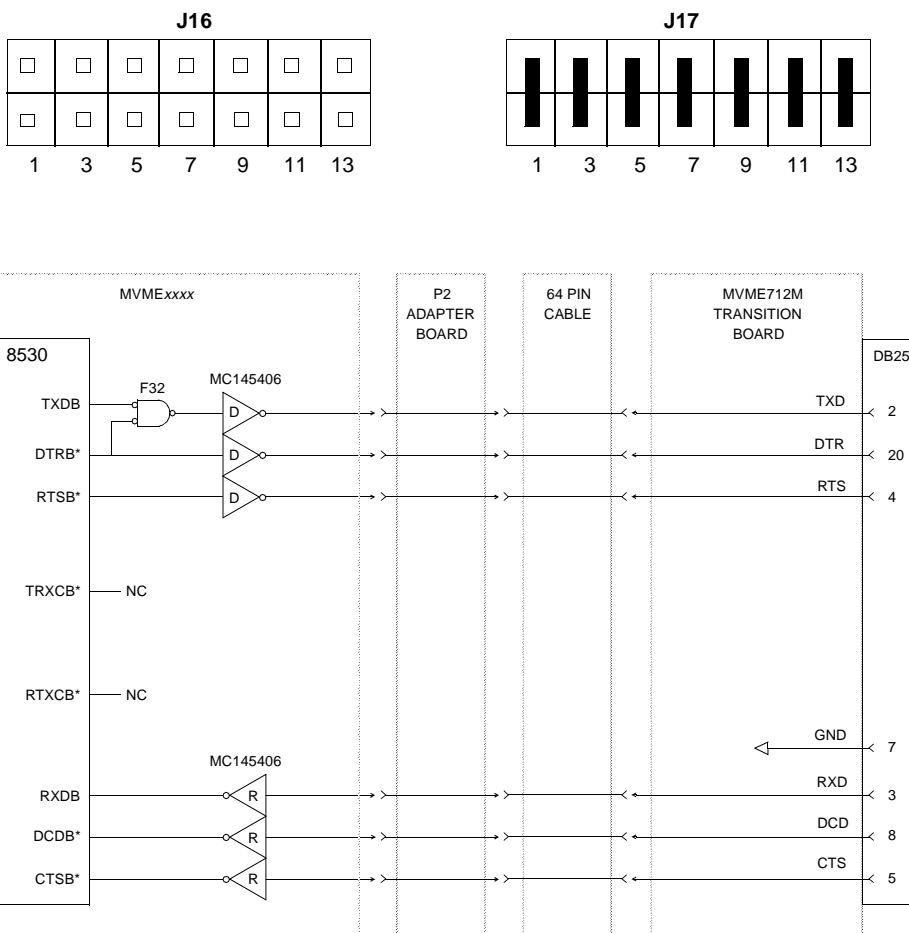 J16
J17
1 3 5 7 9 11 13
1 3 5 7 9 11 13
MVMExxxx
P2
ADAPTER
BOARD
64 PIN
CABLE
MVME712M
TRANSITION
BOARD
8530
DB25
F32
MC145406
TXDB
D
TXD
2
DTRB*
D
DTR
20
RTSB*
D
RTS
4
TRXCB*
NC
RTXCB*
NC
GND
7
MC145406
RXDB
R
RXD
3
DCDB*
R
DCD
8
CTSB*
R
CTS
5